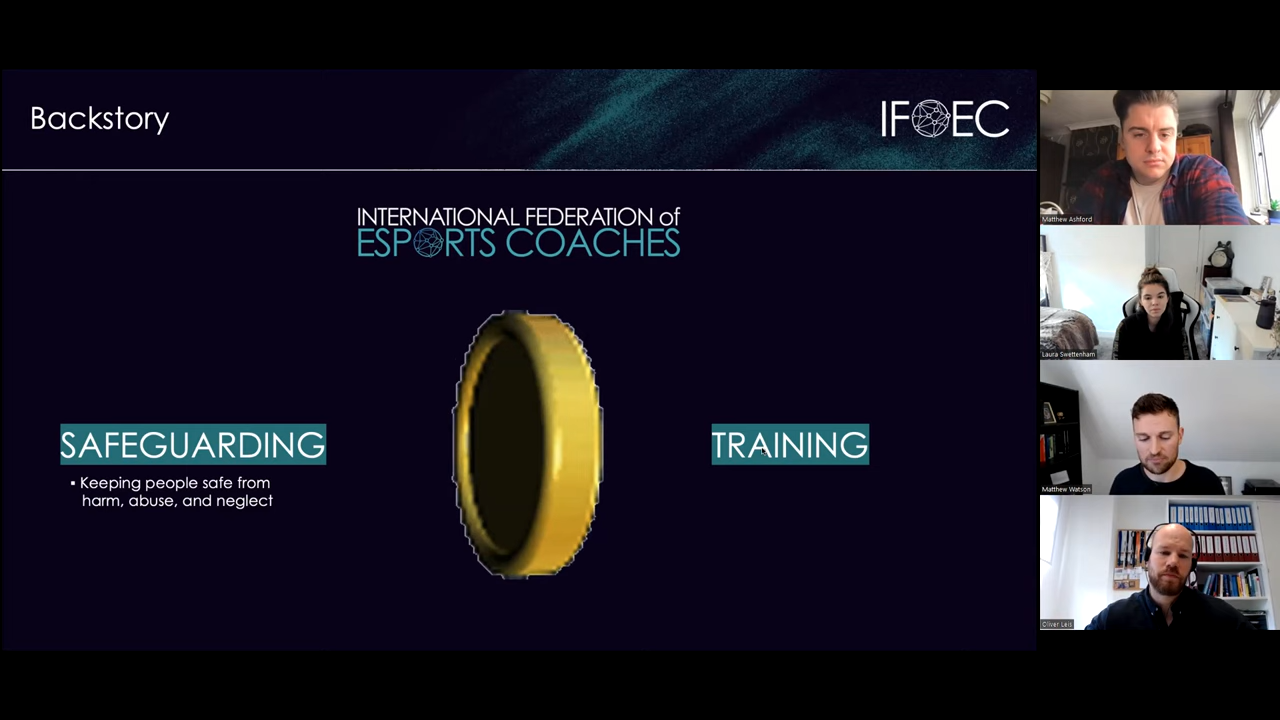 Backstory
IFOEC
INTERNATIONAL FEDERATION of
ESPORTS COACHES
SAFEGUARDING
▪ Keeping people safe from
harm, abuse, and neglect
TRAINING
Matthew Ashford
Laura Swettenham
Matthew Watson
Oliver Leis